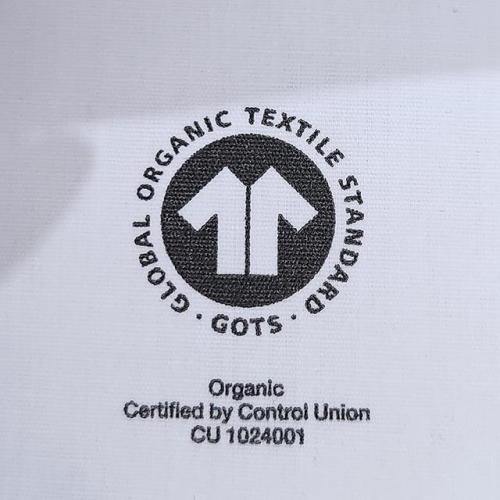 GLOBAL ORGANIC TEXTILE STANDARD · GOTS ·
Organic
Certified by Control Union
CU 1024001